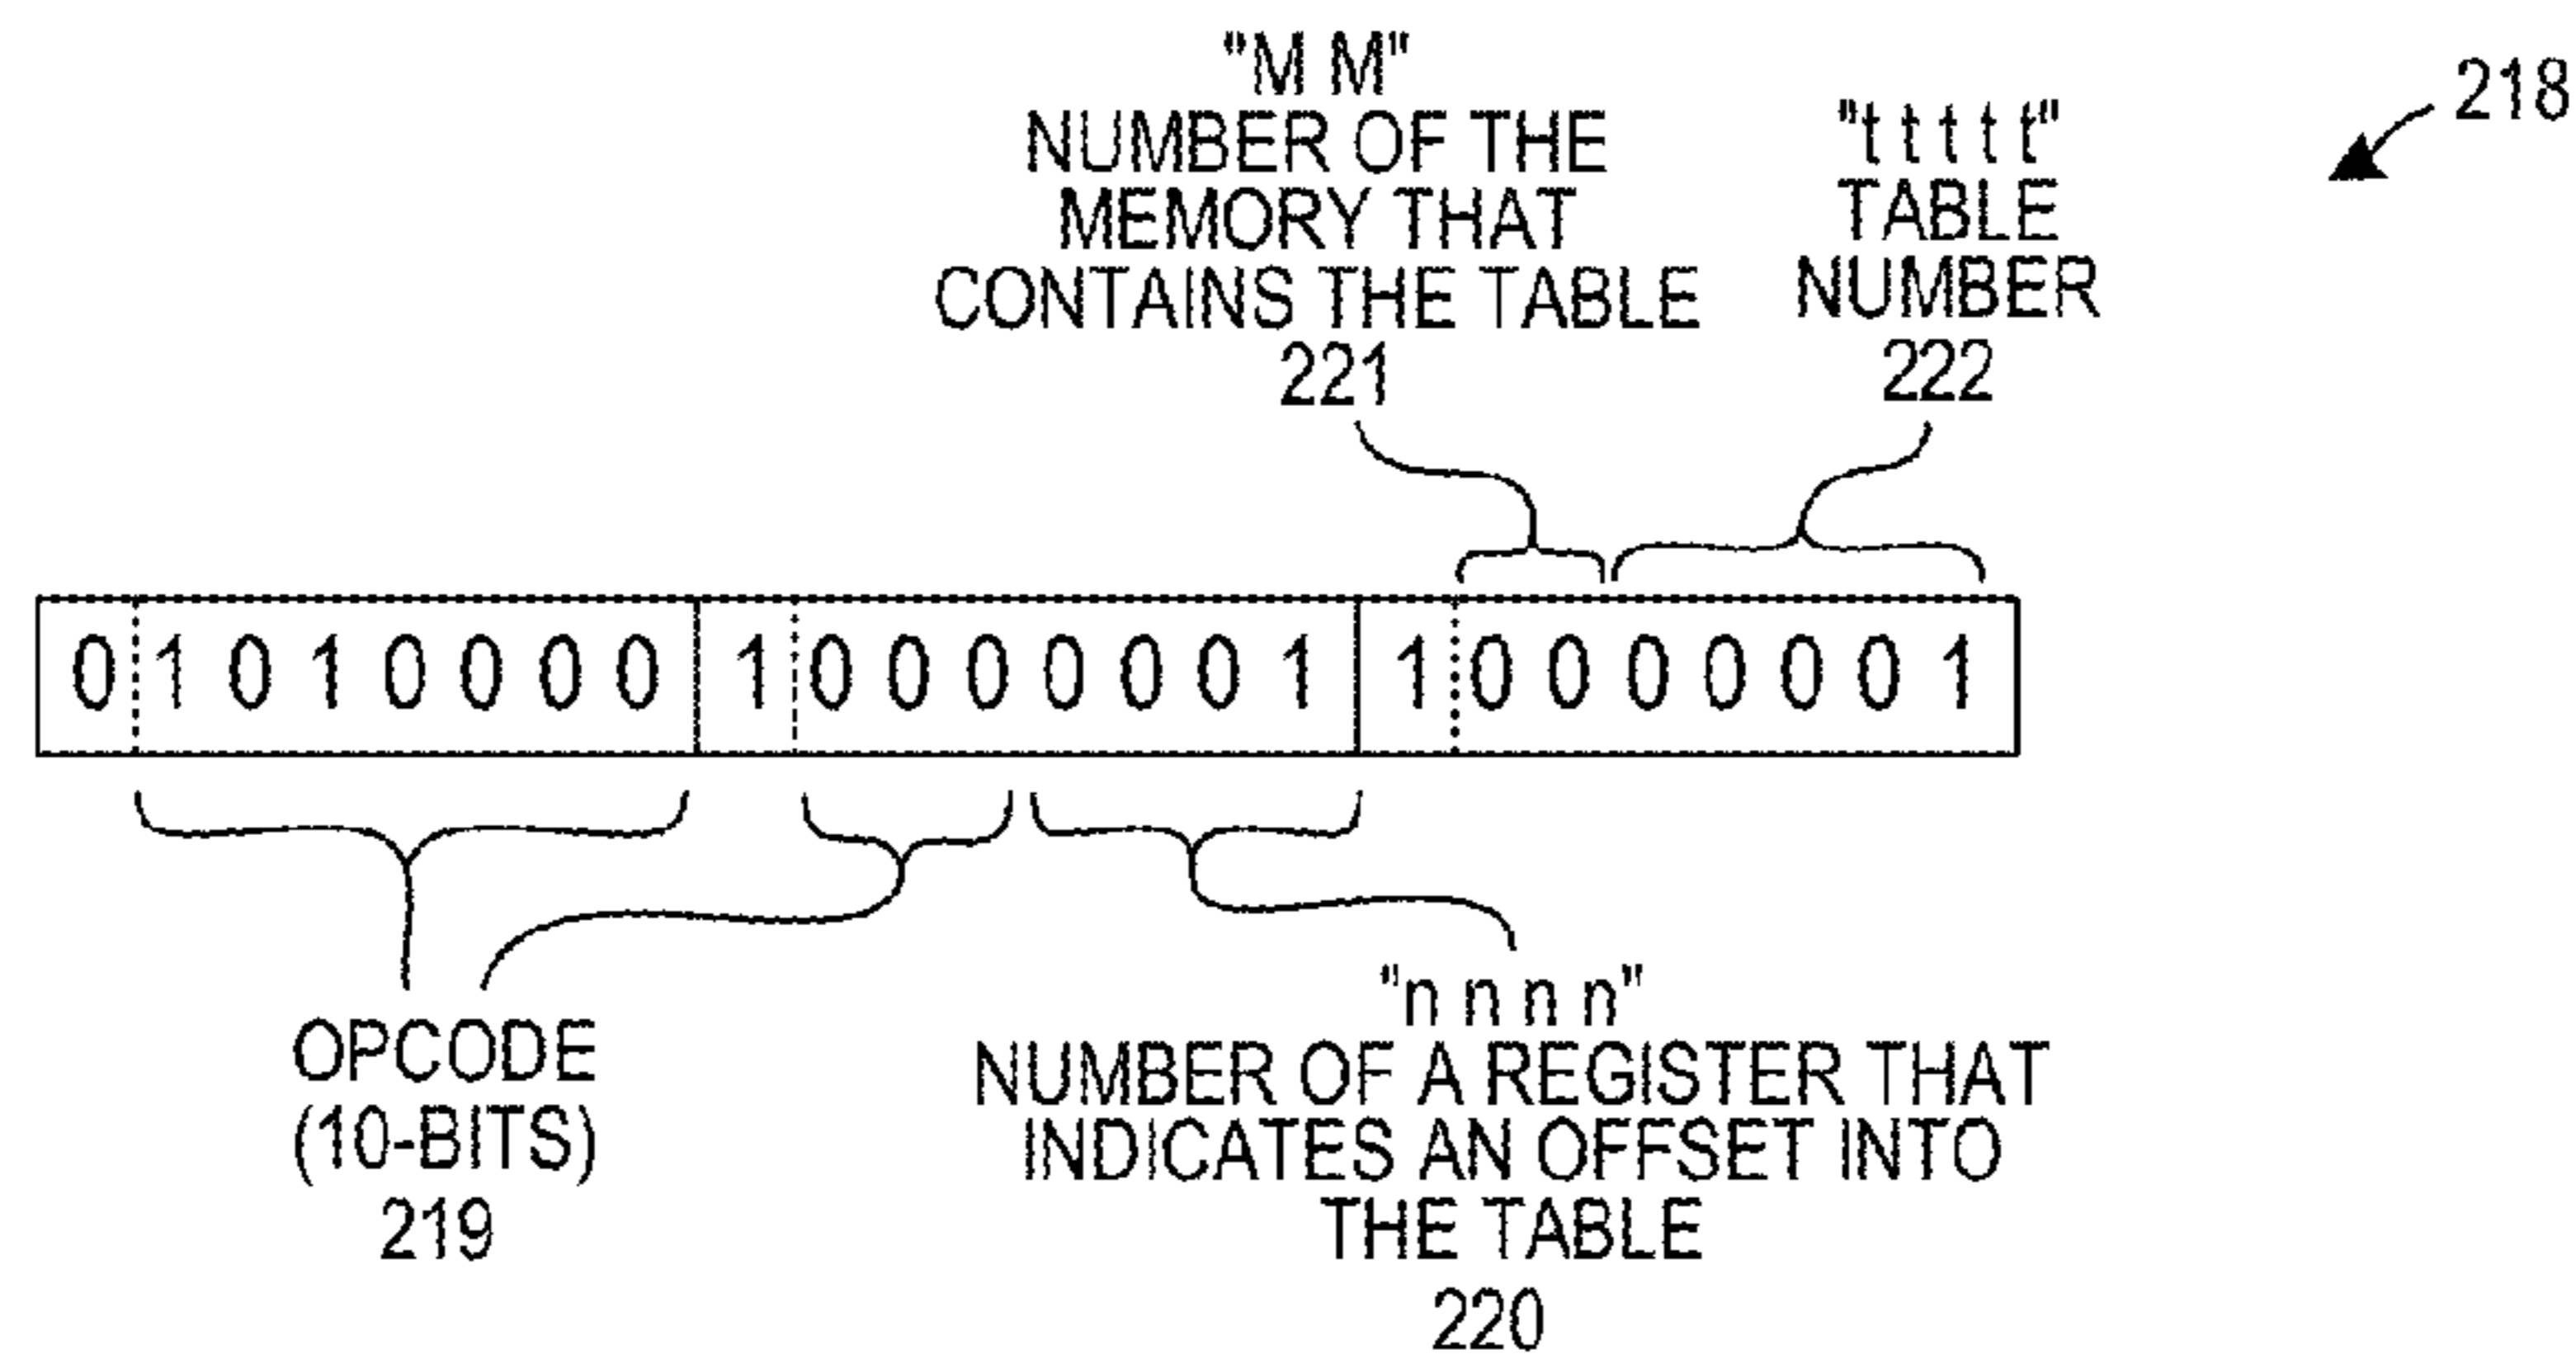 218
"M M"
NUMBER OF THE
MEMORY THAT
CONTAINS THE TABLE
221
"t t t t t"
TABLE
NUMBER
222
0 1 0 1 0 0 0 0 1 0 0 0 0 0 0 1 1 0 0 0 0 0 0 1
OPCODE
(10-BITS)
219
"n n n n"
NUMBER OF A REGISTER THAT
INDICATES AN OFFSET INTO
THE TABLE
220